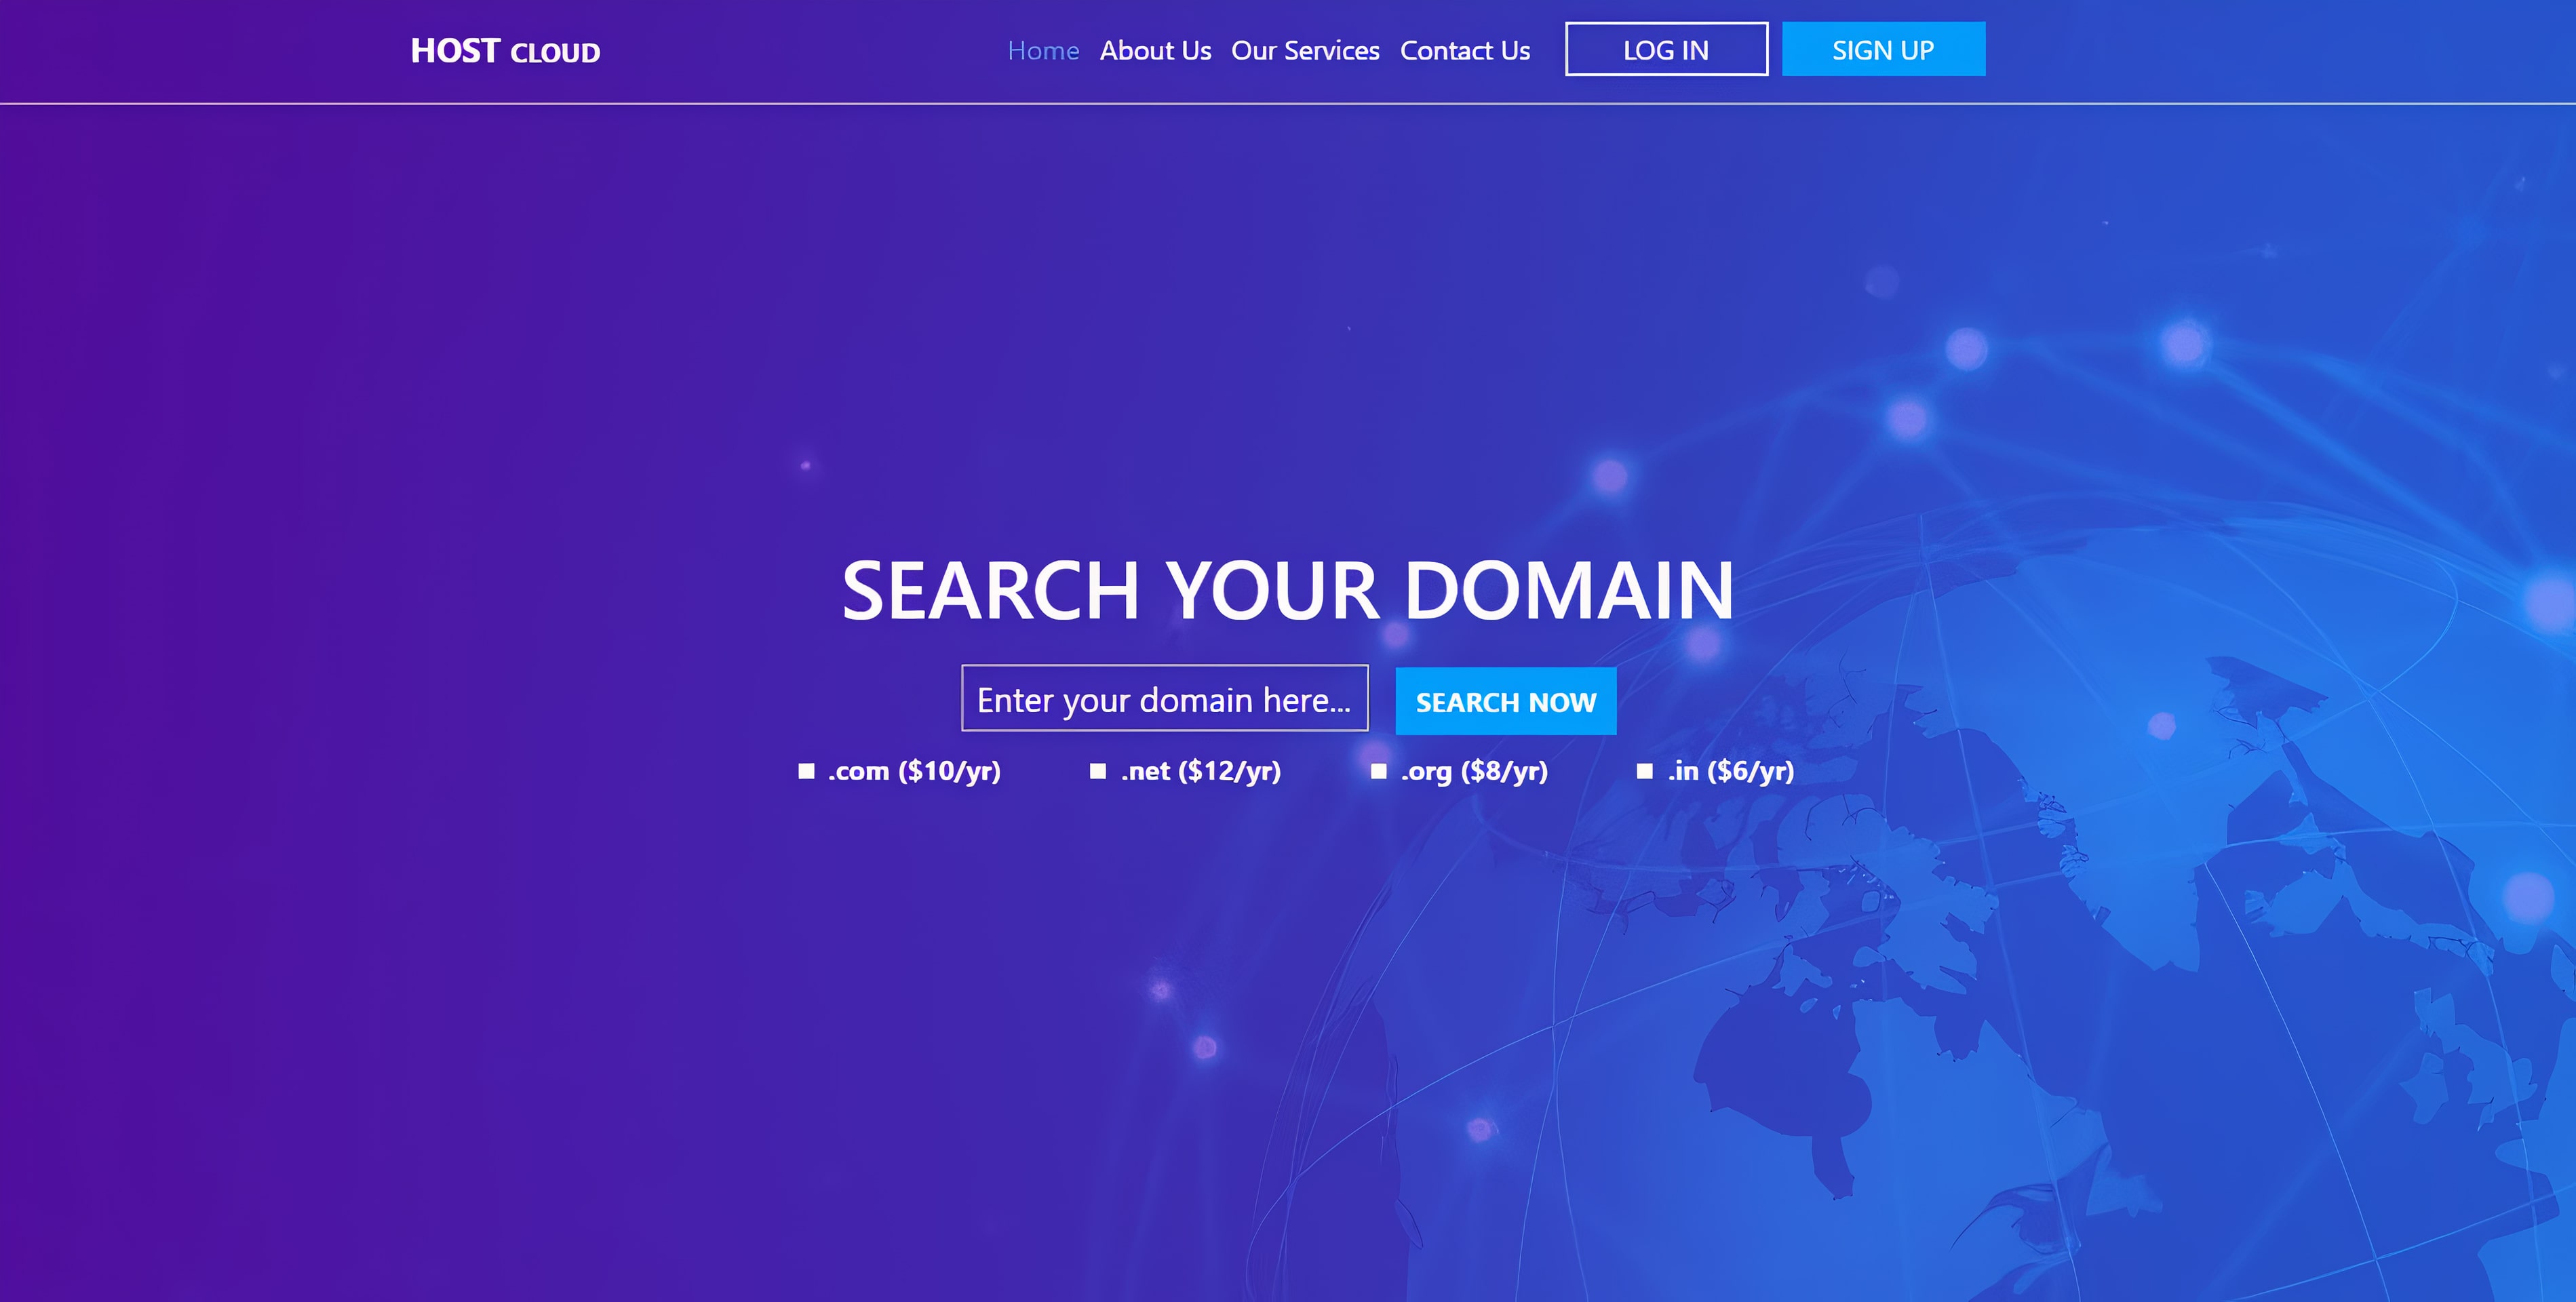 HOST CLOUD
Home About Us Our Services Contact Us LOG IN SIGN UP
SEARCH YOUR DOMAIN
Enter your domain here... SEARCH NOW
.com ($10/yr) .net ($12/yr) .org ($8/yr) .in ($6/yr)